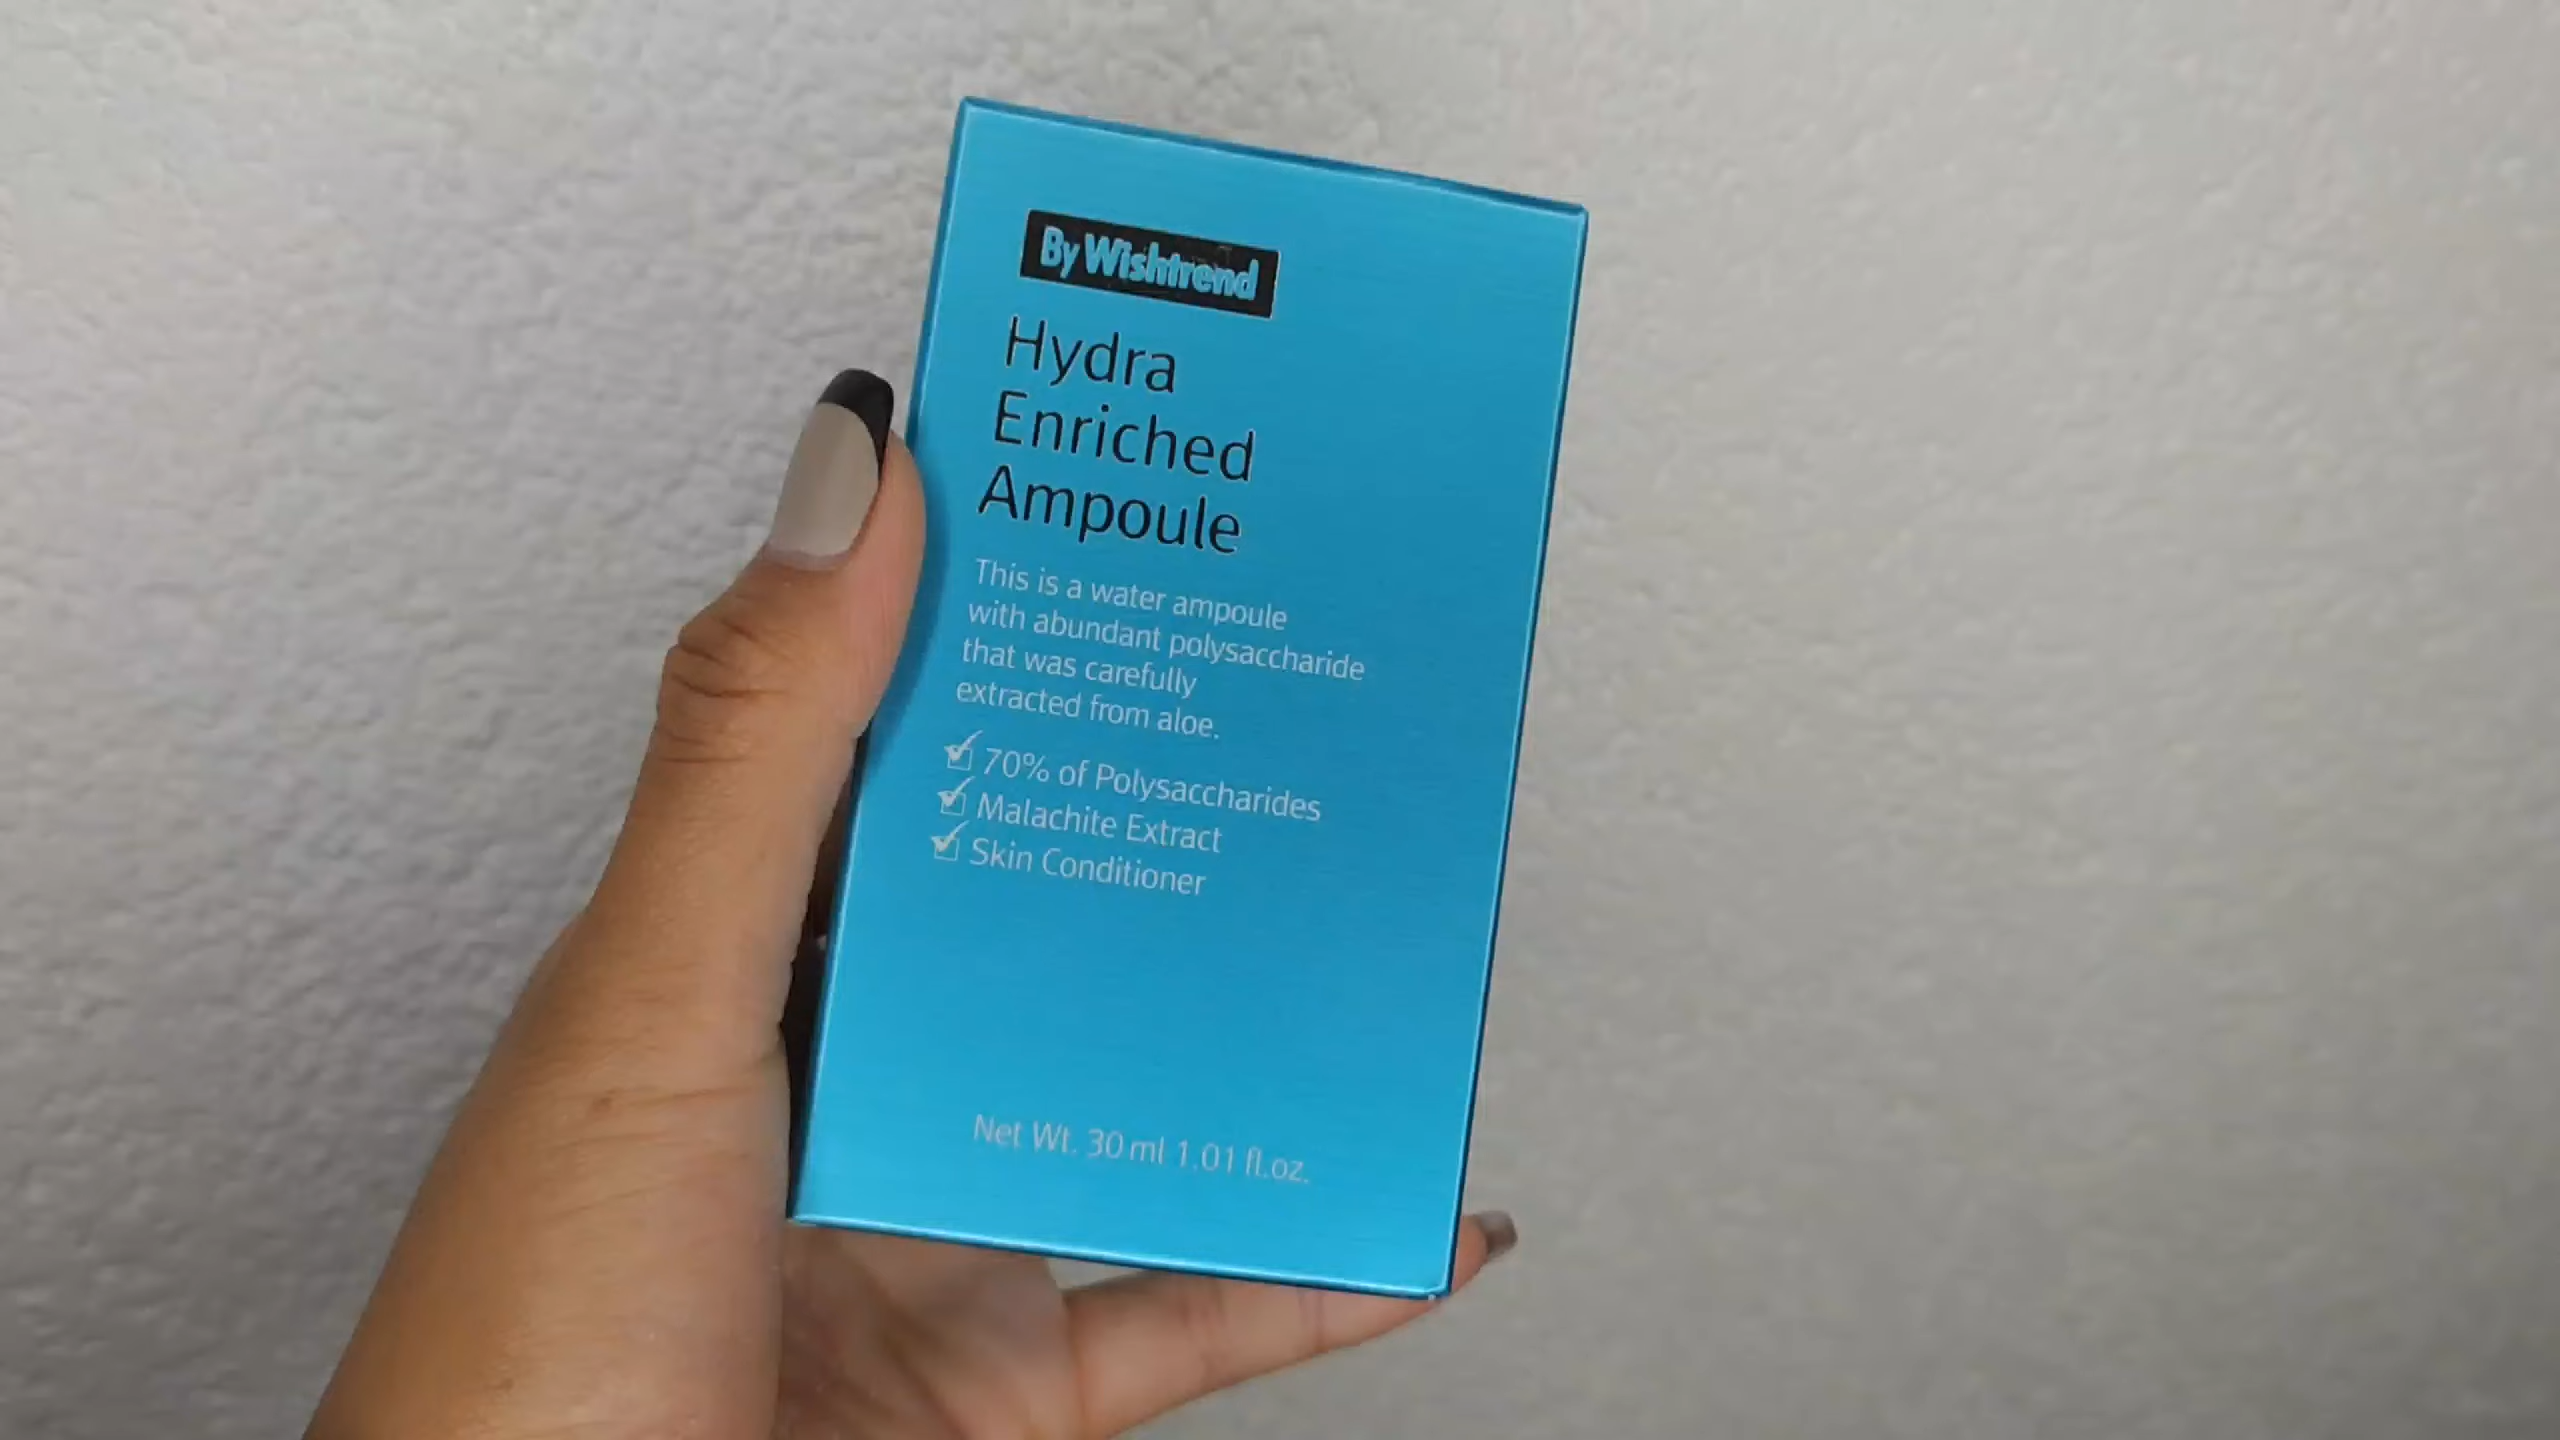 By Wishtrend
Hydra
Enriched
Ampoule
This is a water ampoule
with abundant polysaccharide
that was carefully
extracted from aloe.
70% of Polysaccharides
Malachite Extract
Skin Conditioner
Net Wt. 30 ml 1.01 fl.oz.